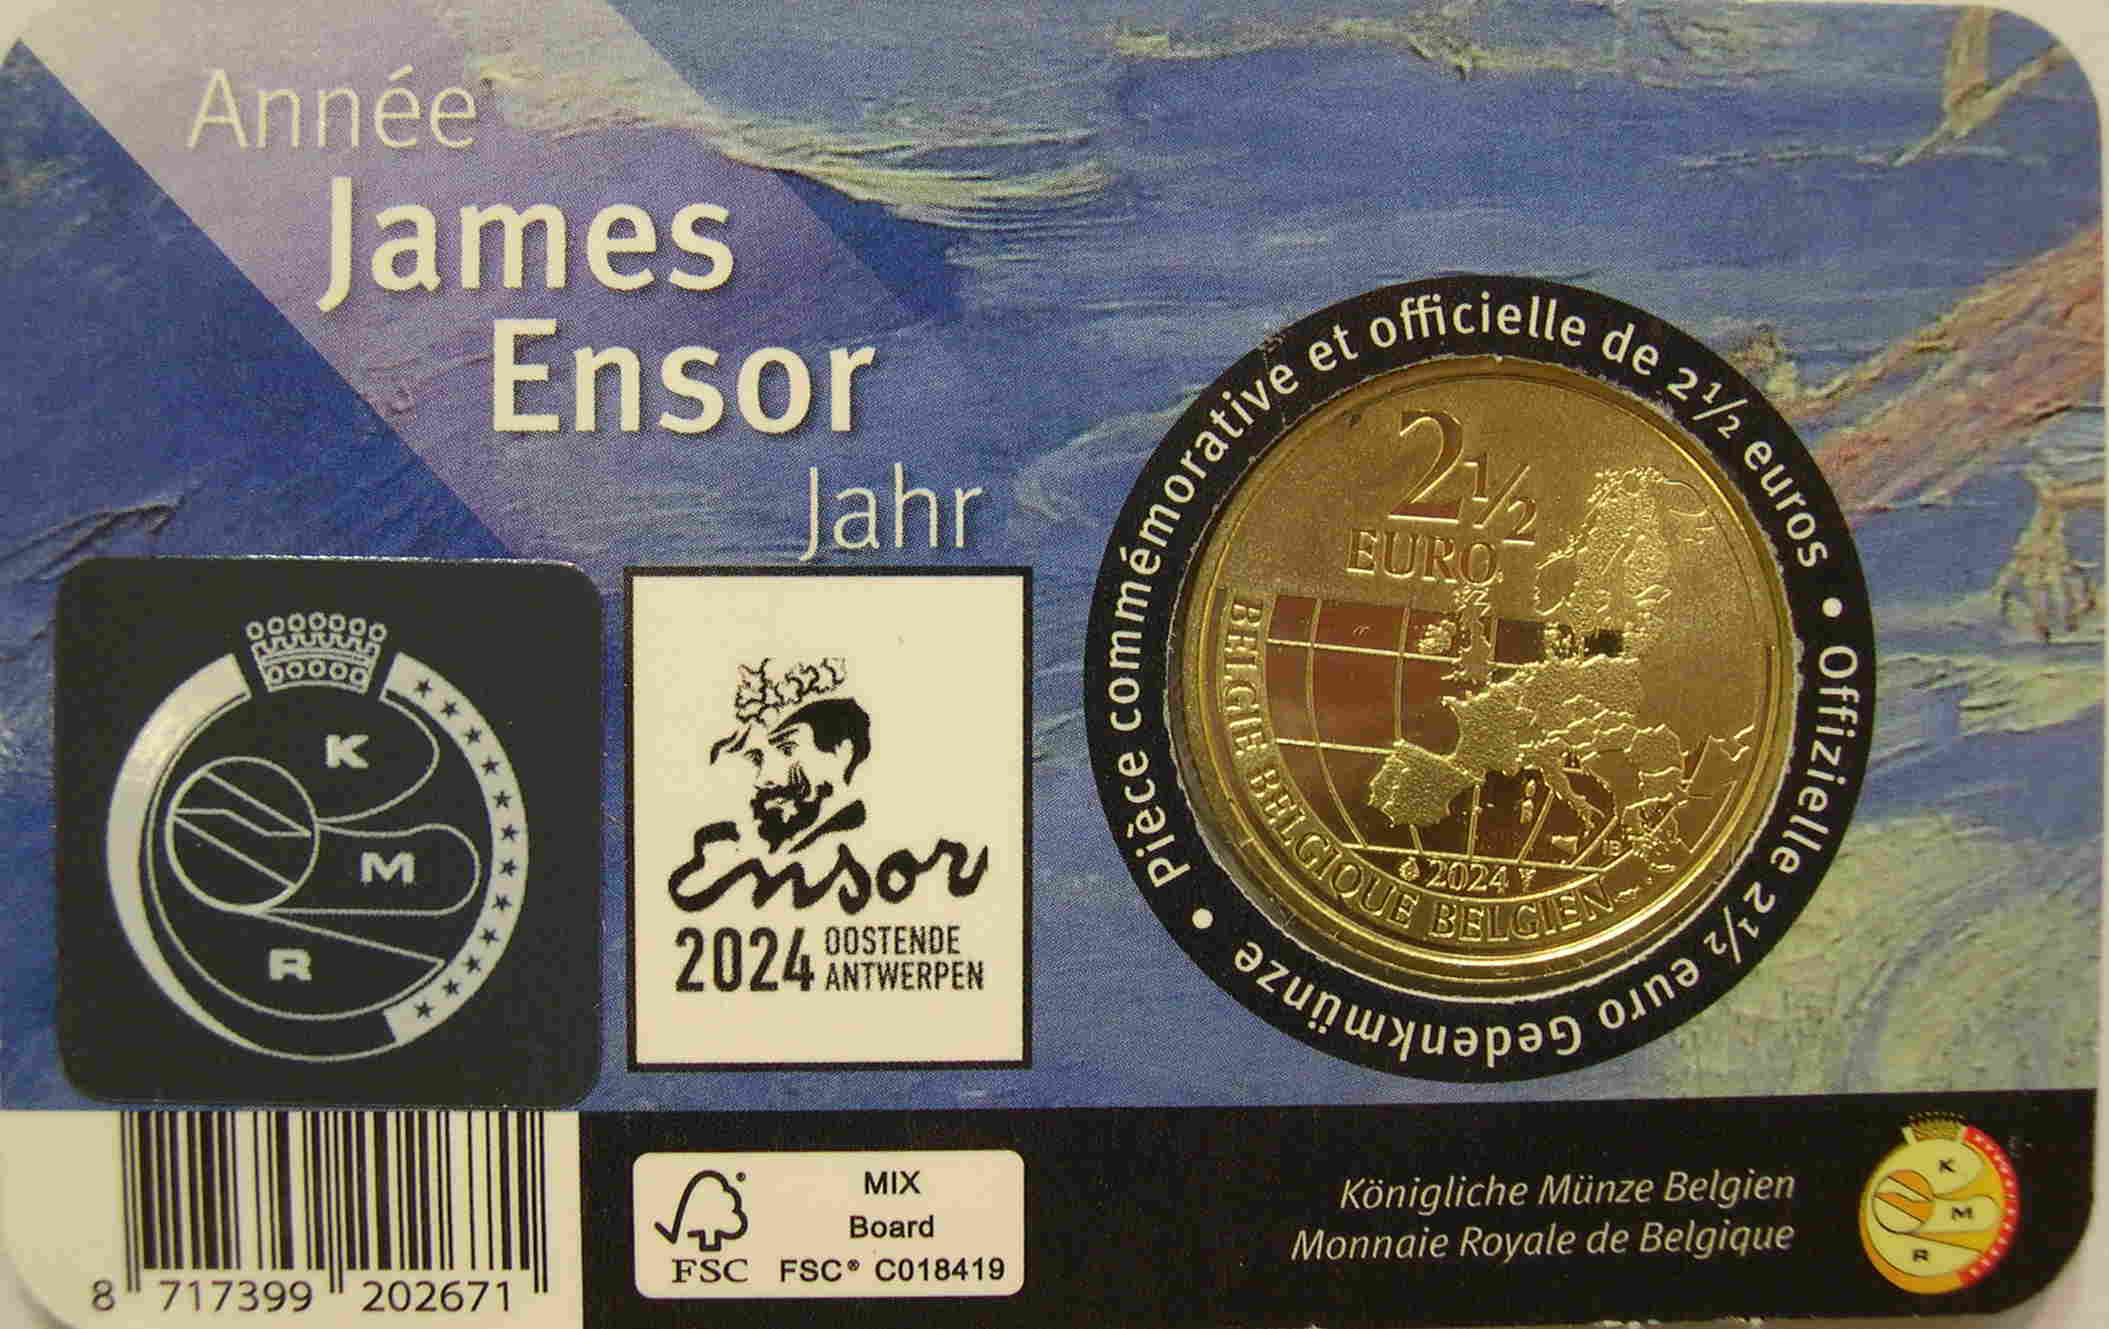 Année
James
Ensor
Jahr
Pièce commémorative et officielle de 2½ euros • Offizielle 2½ euro Gedenkmünze •
2½
EURO
BELGIE BELGIQUE BELGIEN
2024
IB
K
M
R
Ensor
2024 OOSTENDE
ANTWERPEN
8 717399 202671
FSC
MIX
Board
FSC® C018419
Königliche Münze Belgien
Monnaie Royale de Belgique
K
M
R